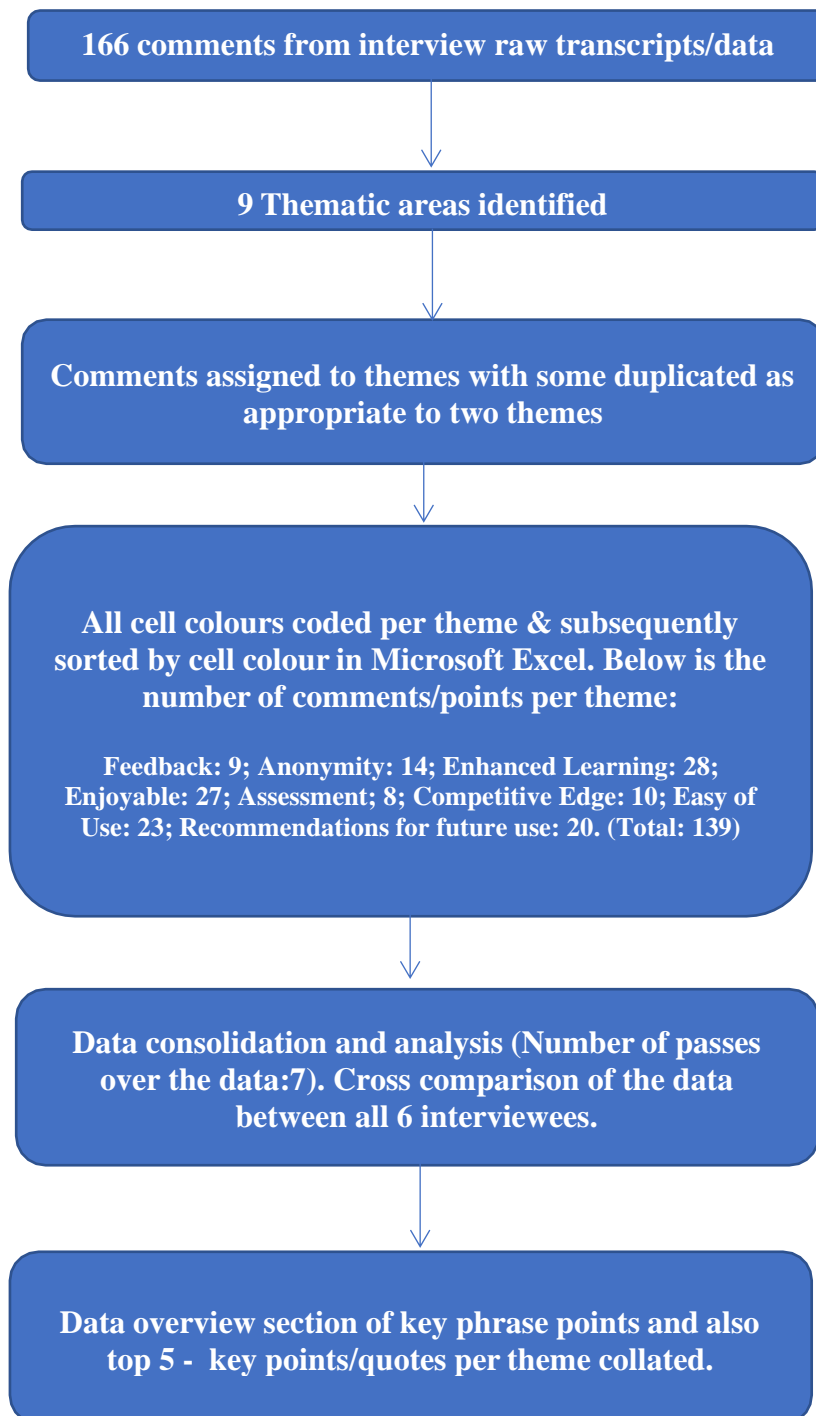 166 comments from interview raw transcripts/data
9 Thematic areas identified
Comments assigned to themes with some duplicated as
appropriate to two themes
All cell colours coded per theme & subsequently
sorted by cell colour in Microsoft Excel. Below is the
number of comments/points per theme:
Feedback: 9; Anonymity: 14; Enhanced Learning: 28;
Enjoyable: 27; Assessment; 8; Competitive Edge: 10; Easy of
Use: 23; Recommendations for future use: 20. (Total: 139)
Data consolidation and analysis (Number of passes
over the data:7). Cross comparison of the data
between all 6 interviewees.
Data overview section of key phrase points and also
top 5 - key points/quotes per theme collated.